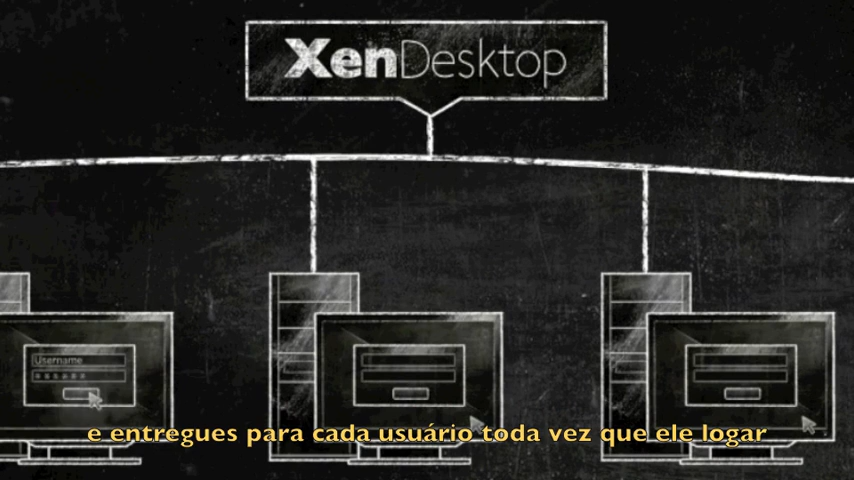 XenDesktop
Username
*****
e entregues para cada usuário toda vez que ele logar